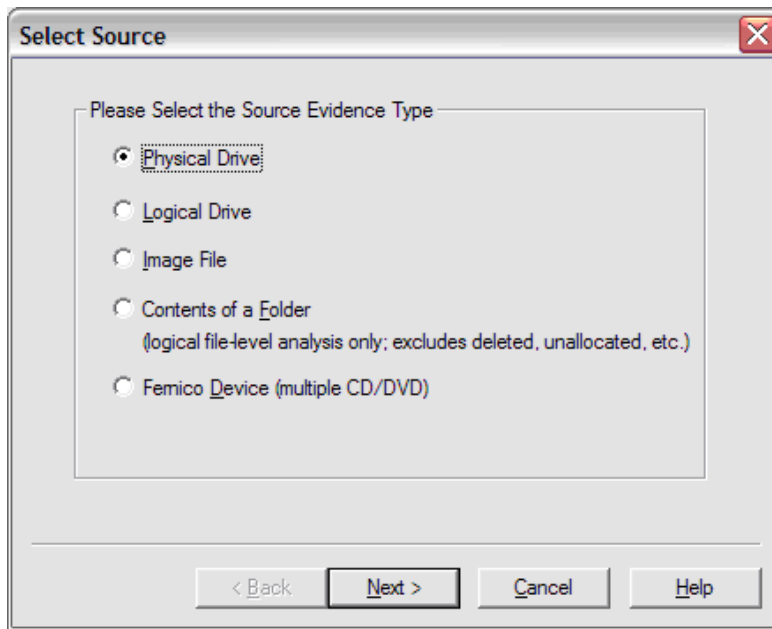 Select Source
Please Select the Source Evidence Type
Physical Drive
Logical Drive
Image File
Contents of a Folder
(logical file-level analysis only; excludes deleted, unallocated, etc.)
Fernico Device (multiple CD/DVD)
< Back Next > Cancel Help